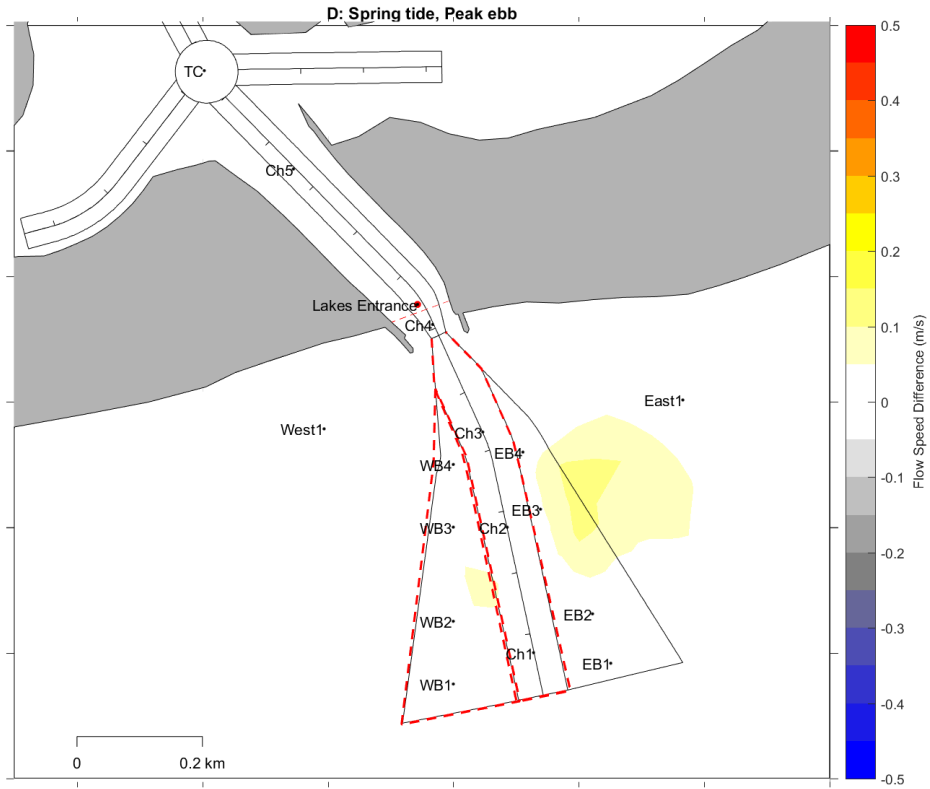 D: Spring tide, Peak ebb
TC
Ch5
Lakes Entrance
Ch4
East1
West1
Ch3
EB4
WB4
EB3
WB3
Ch2
EB2
WB2
Ch1
EB1
WB1
0
0.2 km
0.5
0.4
0.3
0.2
0.1
0
-0.1
-0.2
-0.3
-0.4
-0.5
Flow Speed Difference (m/s)